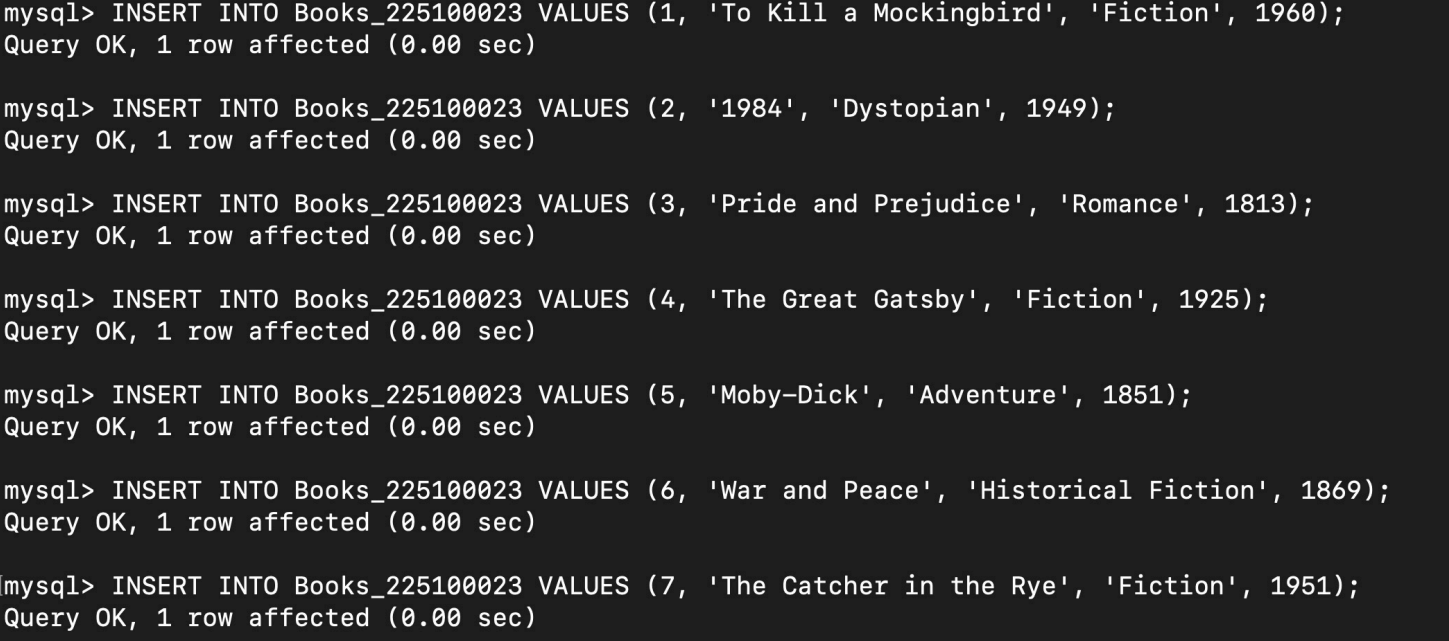 mysql> INSERT INTO Books_225100023 VALUES (1, 'To Kill a Mockingbird', 'Fiction', 1960);
Query OK, 1 row affected (0.00 sec)
mysql> INSERT INTO Books_225100023 VALUES (2, '1984', 'Dystopian', 1949);
Query OK, 1 row affected (0.00 sec)
mysql> INSERT INTO Books_225100023 VALUES (3, 'Pride and Prejudice', 'Romance', 1813);
Query OK, 1 row affected (0.00 sec)
mysql> INSERT INTO Books_225100023 VALUES (4, 'The Great Gatsby', 'Fiction', 1925);
Query OK, 1 row affected (0.00 sec)
mysql> INSERT INTO Books_225100023 VALUES (5, 'Moby-Dick', 'Adventure', 1851);
Query OK, 1 row affected (0.00 sec)
mysql> INSERT INTO Books_225100023 VALUES (6, 'War and Peace', 'Historical Fiction', 1869);
Query OK, 1 row affected (0.00 sec)
[mysql> INSERT INTO Books_225100023 VALUES (7, 'The Catcher in the Rye', 'Fiction', 1951);
Query OK, 1 row affected (0.00 sec)